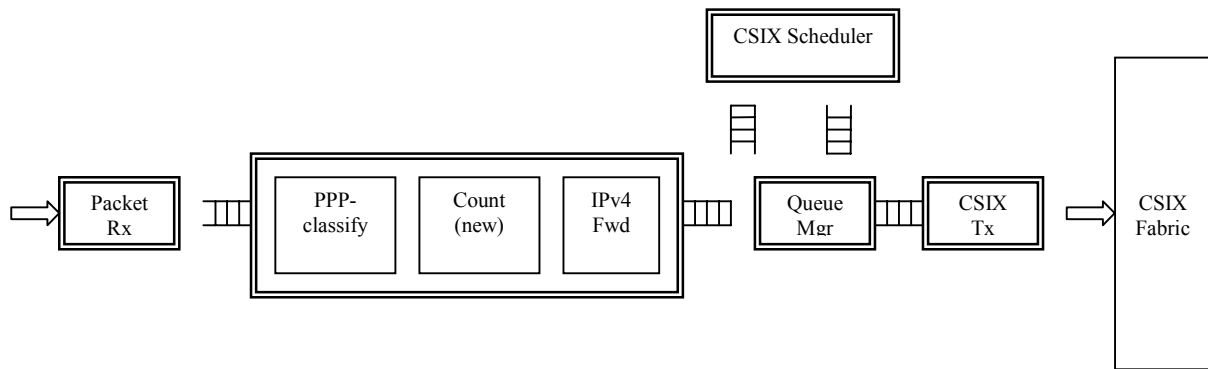 CSIX Scheduler
Packet
Rx
PPP-
classify
Count
(new)
IPv4
Fwd
Queue
Mgr
CSIX
Tx
CSIX
Fabric